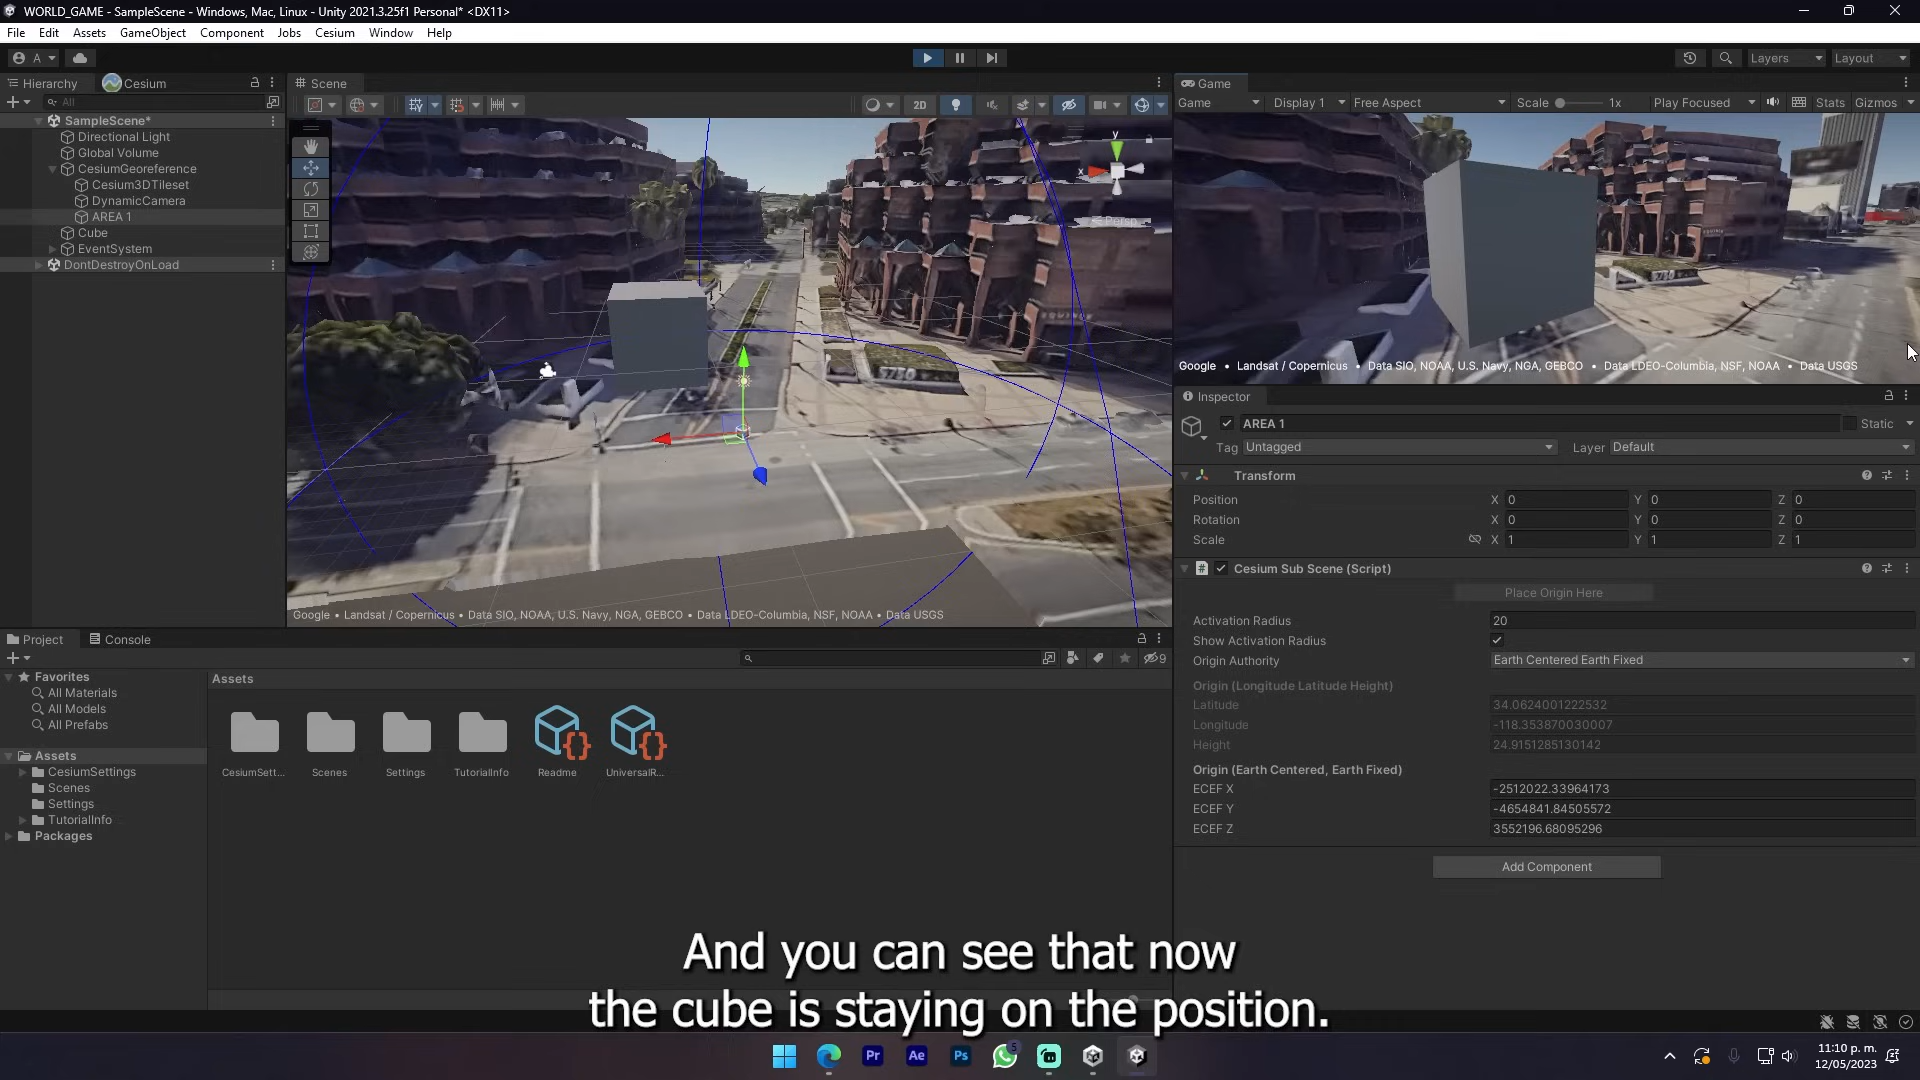 WORLD_GAME - SampleScene - Windows, Mac, Linux - Unity 2021.3.25f1 Personal* <DX11>
File Edit Assets GameObject Component Jobs Cesium Window Help
A
Layers
Layout
Hierarchy
Cesium
All
SampleScene*
Directional Light
Global Volume
CesiumGeoreference
Cesium3DTileset
DynamicCamera
AREA 1
Cube
EventSystem
DontDestroyOnLoad
Scene
2D
y
x
Persp
5750
Google • Landsat / Copernicus • Data SIO, NOAA, U.S. Navy, NGA, GEBCO • Data LDEO-Columbia, NSF, NOAA • Data USGS
Game
Game Display 1 Free Aspect Scale 1x Play Focused Stats Gizmos
5750
Google • Landsat / Copernicus • Data SIO, NOAA, U.S. Navy, NGA, GEBCO • Data LDEO-Columbia, NSF, NOAA • Data USGS
Inspector
AREA 1
Static
Tag Untagged Layer Default
Transform
Position X 0 Y 0 Z 0
Rotation X 0 Y 0 Z 0
Scale X 1 Y 1 Z 1
# Cesium Sub Scene (Script)
Place Origin Here
Activation Radius 20
Show Activation Radius
Origin Authority Earth Centered Earth Fixed
Origin (Longitude Latitude Height)
Latitude 34.0624001222532
Longitude -118.353870030007
Height 24.9151285130142
Origin (Earth Centered, Earth Fixed)
ECEF X -2512022.33964173
ECEF Y -4654841.84505572
ECEF Z 3552196.68095296
Add Component
Project
Console
9
Favorites
All Materials
All Models
All Prefabs
Assets
CesiumSettings
Scenes
Settings
TutorialInfo
Packages
Assets
CesiumSett...
Scenes
Settings
TutorialInfo
Readme
UniversalR...
And you can see that now
the cube is staying on the position.
Pr
Ae
Ps
5
11:10 p. m.
12/05/2023